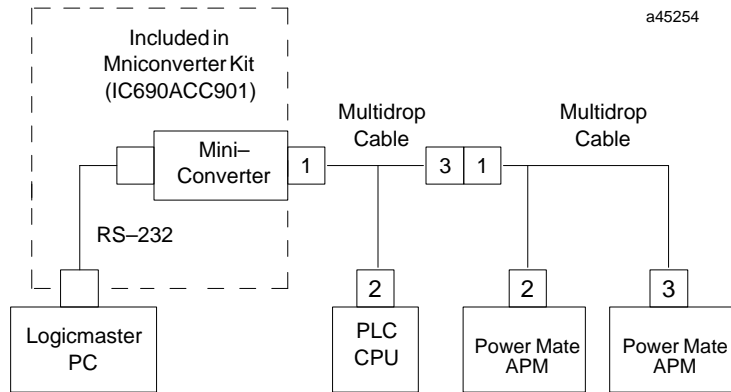 a45254
Included in
Mniconverter Kit
(IC690ACC901)
Multidrop
Cable
Multidrop
Cable
Mini–
Converter
1
3
1
RS–232
2
2
3
Logicmaster
PC
PLC
CPU
Power Mate
APM
Power Mate
APM